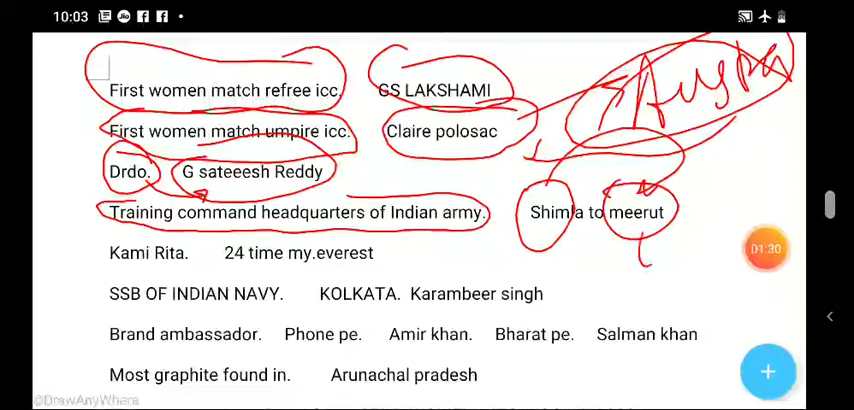 10:03
First women match refree icc. GS LAKSHAMI
First women match umpire icc. Claire polosac
Drdo. G sateeesh Reddy
Training command headquarters of Indian army. Shimla to meerut
01:30
Kami Rita. 24 time my.everest
SSB OF INDIAN NAVY. KOLKATA. Karambeer singh
Brand ambassador. Phone pe. Amir khan. Bharat pe. Salman khan
Most graphite found in. Arunachal pradesh
@DrawAnyWhere